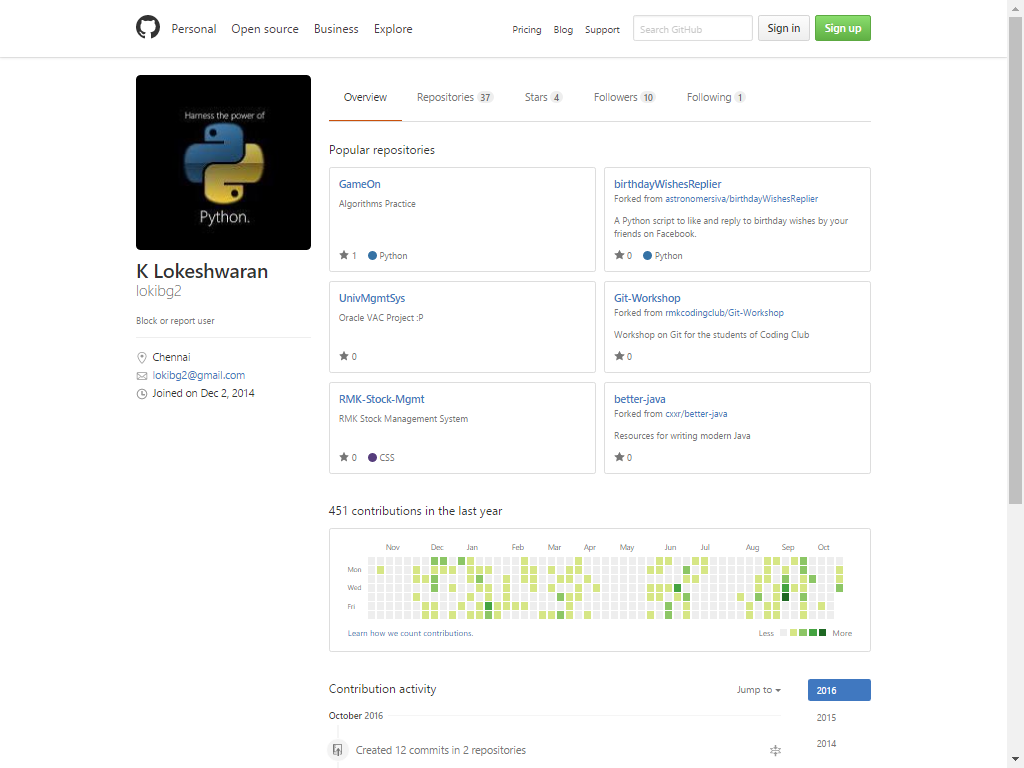 Personal Open source Business Explore Pricing Blog Support Search GitHub Sign in Sign up
Harness the power of
Python.
K Lokeshwaran
lokibg2
Block or report user
Chennai
lokibg2@gmail.com
Joined on Dec 2, 2014
Overview Repositories 37 Stars 4 Followers 10 Following 1
Popular repositories
GameOn
Algorithms Practice
1 Python
birthdayWishesReplier
Forked from astronomersiva/birthdayWishesReplier
A Python script to like and reply to birthday wishes by your
friends on Facebook.
0 Python
UnivMgmtSys
Oracle VAC Project :P
0
Git-Workshop
Forked from rmkcodingclub/Git-Workshop
Workshop on Git for the students of Coding Club
0
RMK-Stock-Mgmt
RMK Stock Management System
0 CSS
better-java
Forked from cxxr/better-java
Resources for writing modern Java
0
451 contributions in the last year
Nov Dec Jan Feb Mar Apr May Jun Jul Aug Sep Oct
Mon
Wed
Fri
Learn how we count contributions. Less More
Contribution activity Jump to 2016
October 2016 2015
2014
Created 12 commits in 2 repositories